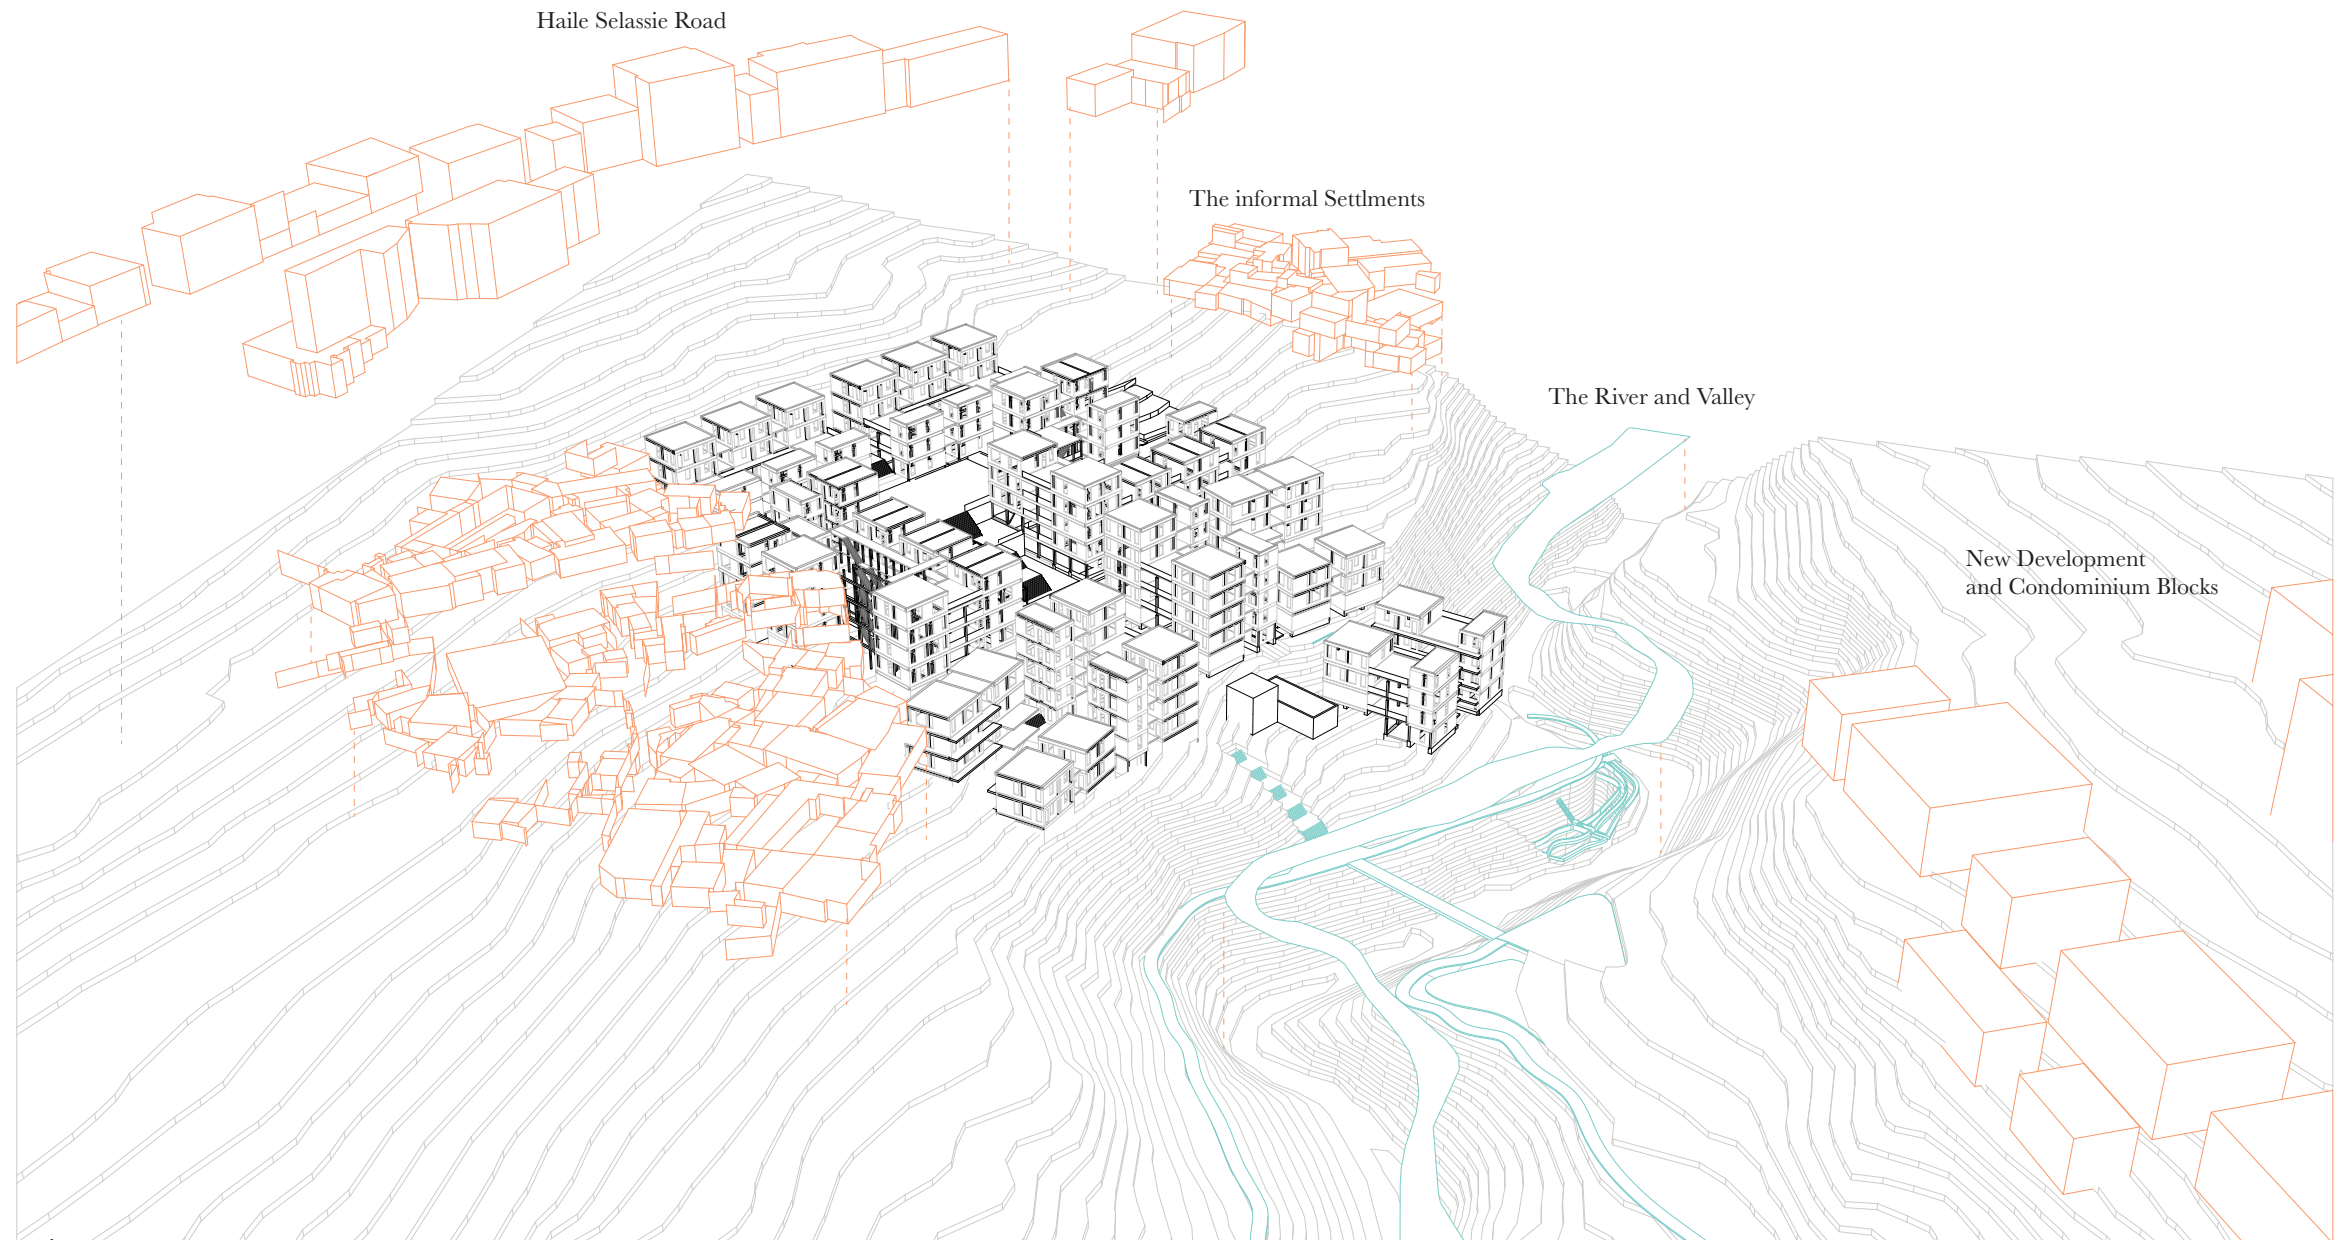 Haile Selassie Road
The informal Settlments
The River and Valley
New Development
and Condominium Blocks